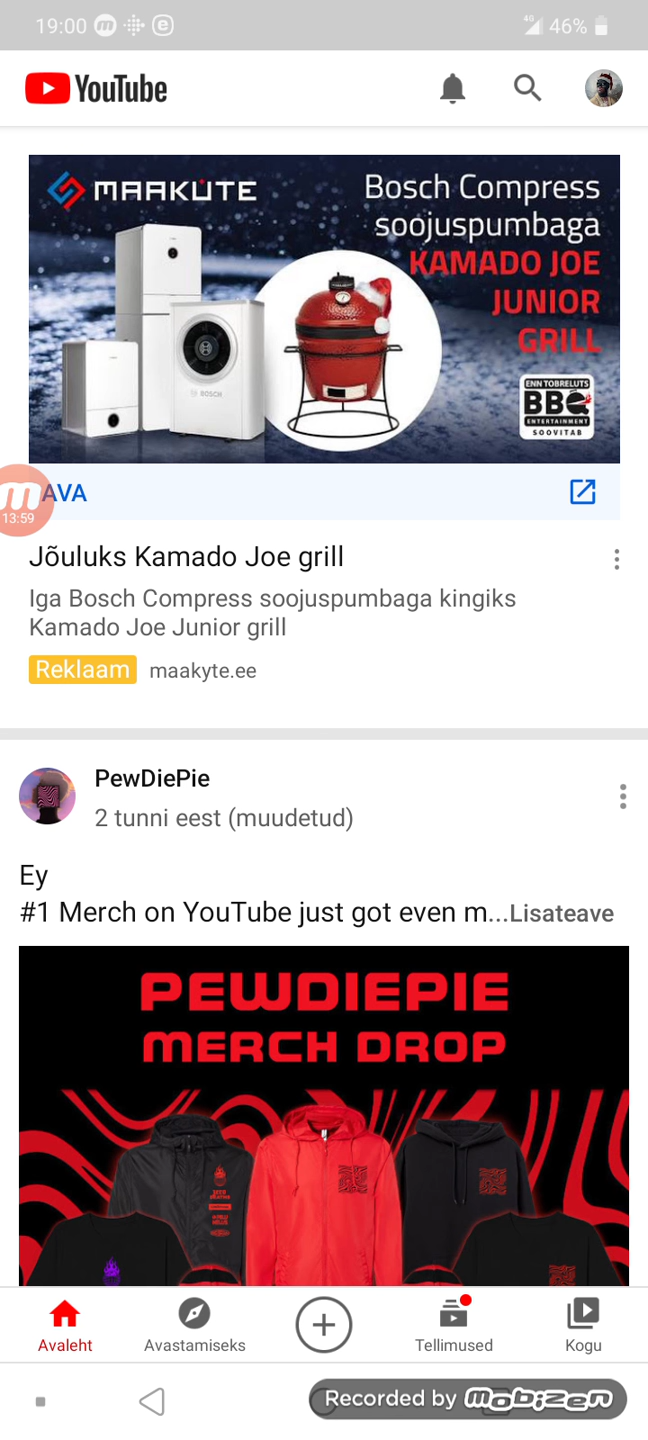 19:00
4G 46%
YouTube
MAAKÜTE
Bosch Compress
soojuspumbaga
KAMADO JOE
JUNIOR
GRILL
BOSCH
ENN TOBRELUTS
BBQ
ENTERTAINMENT
SOOVITAB
13:59
AVA
Jõuluks Kamado Joe grill
Iga Bosch Compress soojuspumbaga kingiks
Kamado Joe Junior grill
Reklaam maakyte.ee
PewDiePie
2 tunni eest (muudetud)
Ey
#1 Merch on YouTube just got even m...Lisateave
PEWDIEPIE
MERCH DROP
Avaleht Avastamiseks Tellimused Kogu
Recorded by mobizen